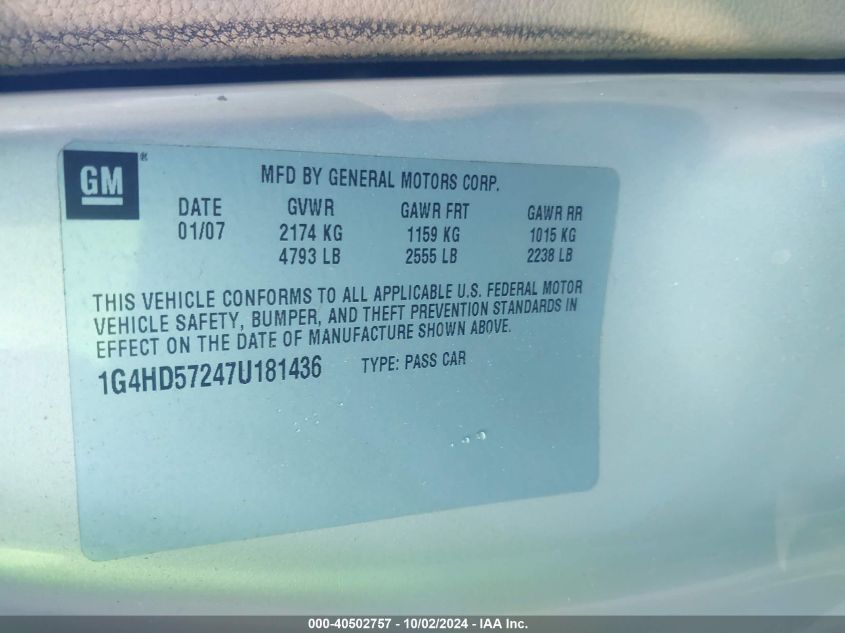 GM®
MFD BY GENERAL MOTORS CORP.
DATE GVWR GAWR FRT GAWR RR
01/07 2174 KG 1159 KG 1015 KG
4793 LB 2555 LB 2238 LB
THIS VEHICLE CONFORMS TO ALL APPLICABLE U.S. FEDERAL MOTOR
VEHICLE SAFETY, BUMPER, AND THEFT PREVENTION STANDARDS IN
EFFECT ON THE DATE OF MANUFACTURE SHOWN ABOVE.
1G4HD57247U181436 TYPE: PASS CAR
000-40502757 - 10/02/2024 - IAA Inc.